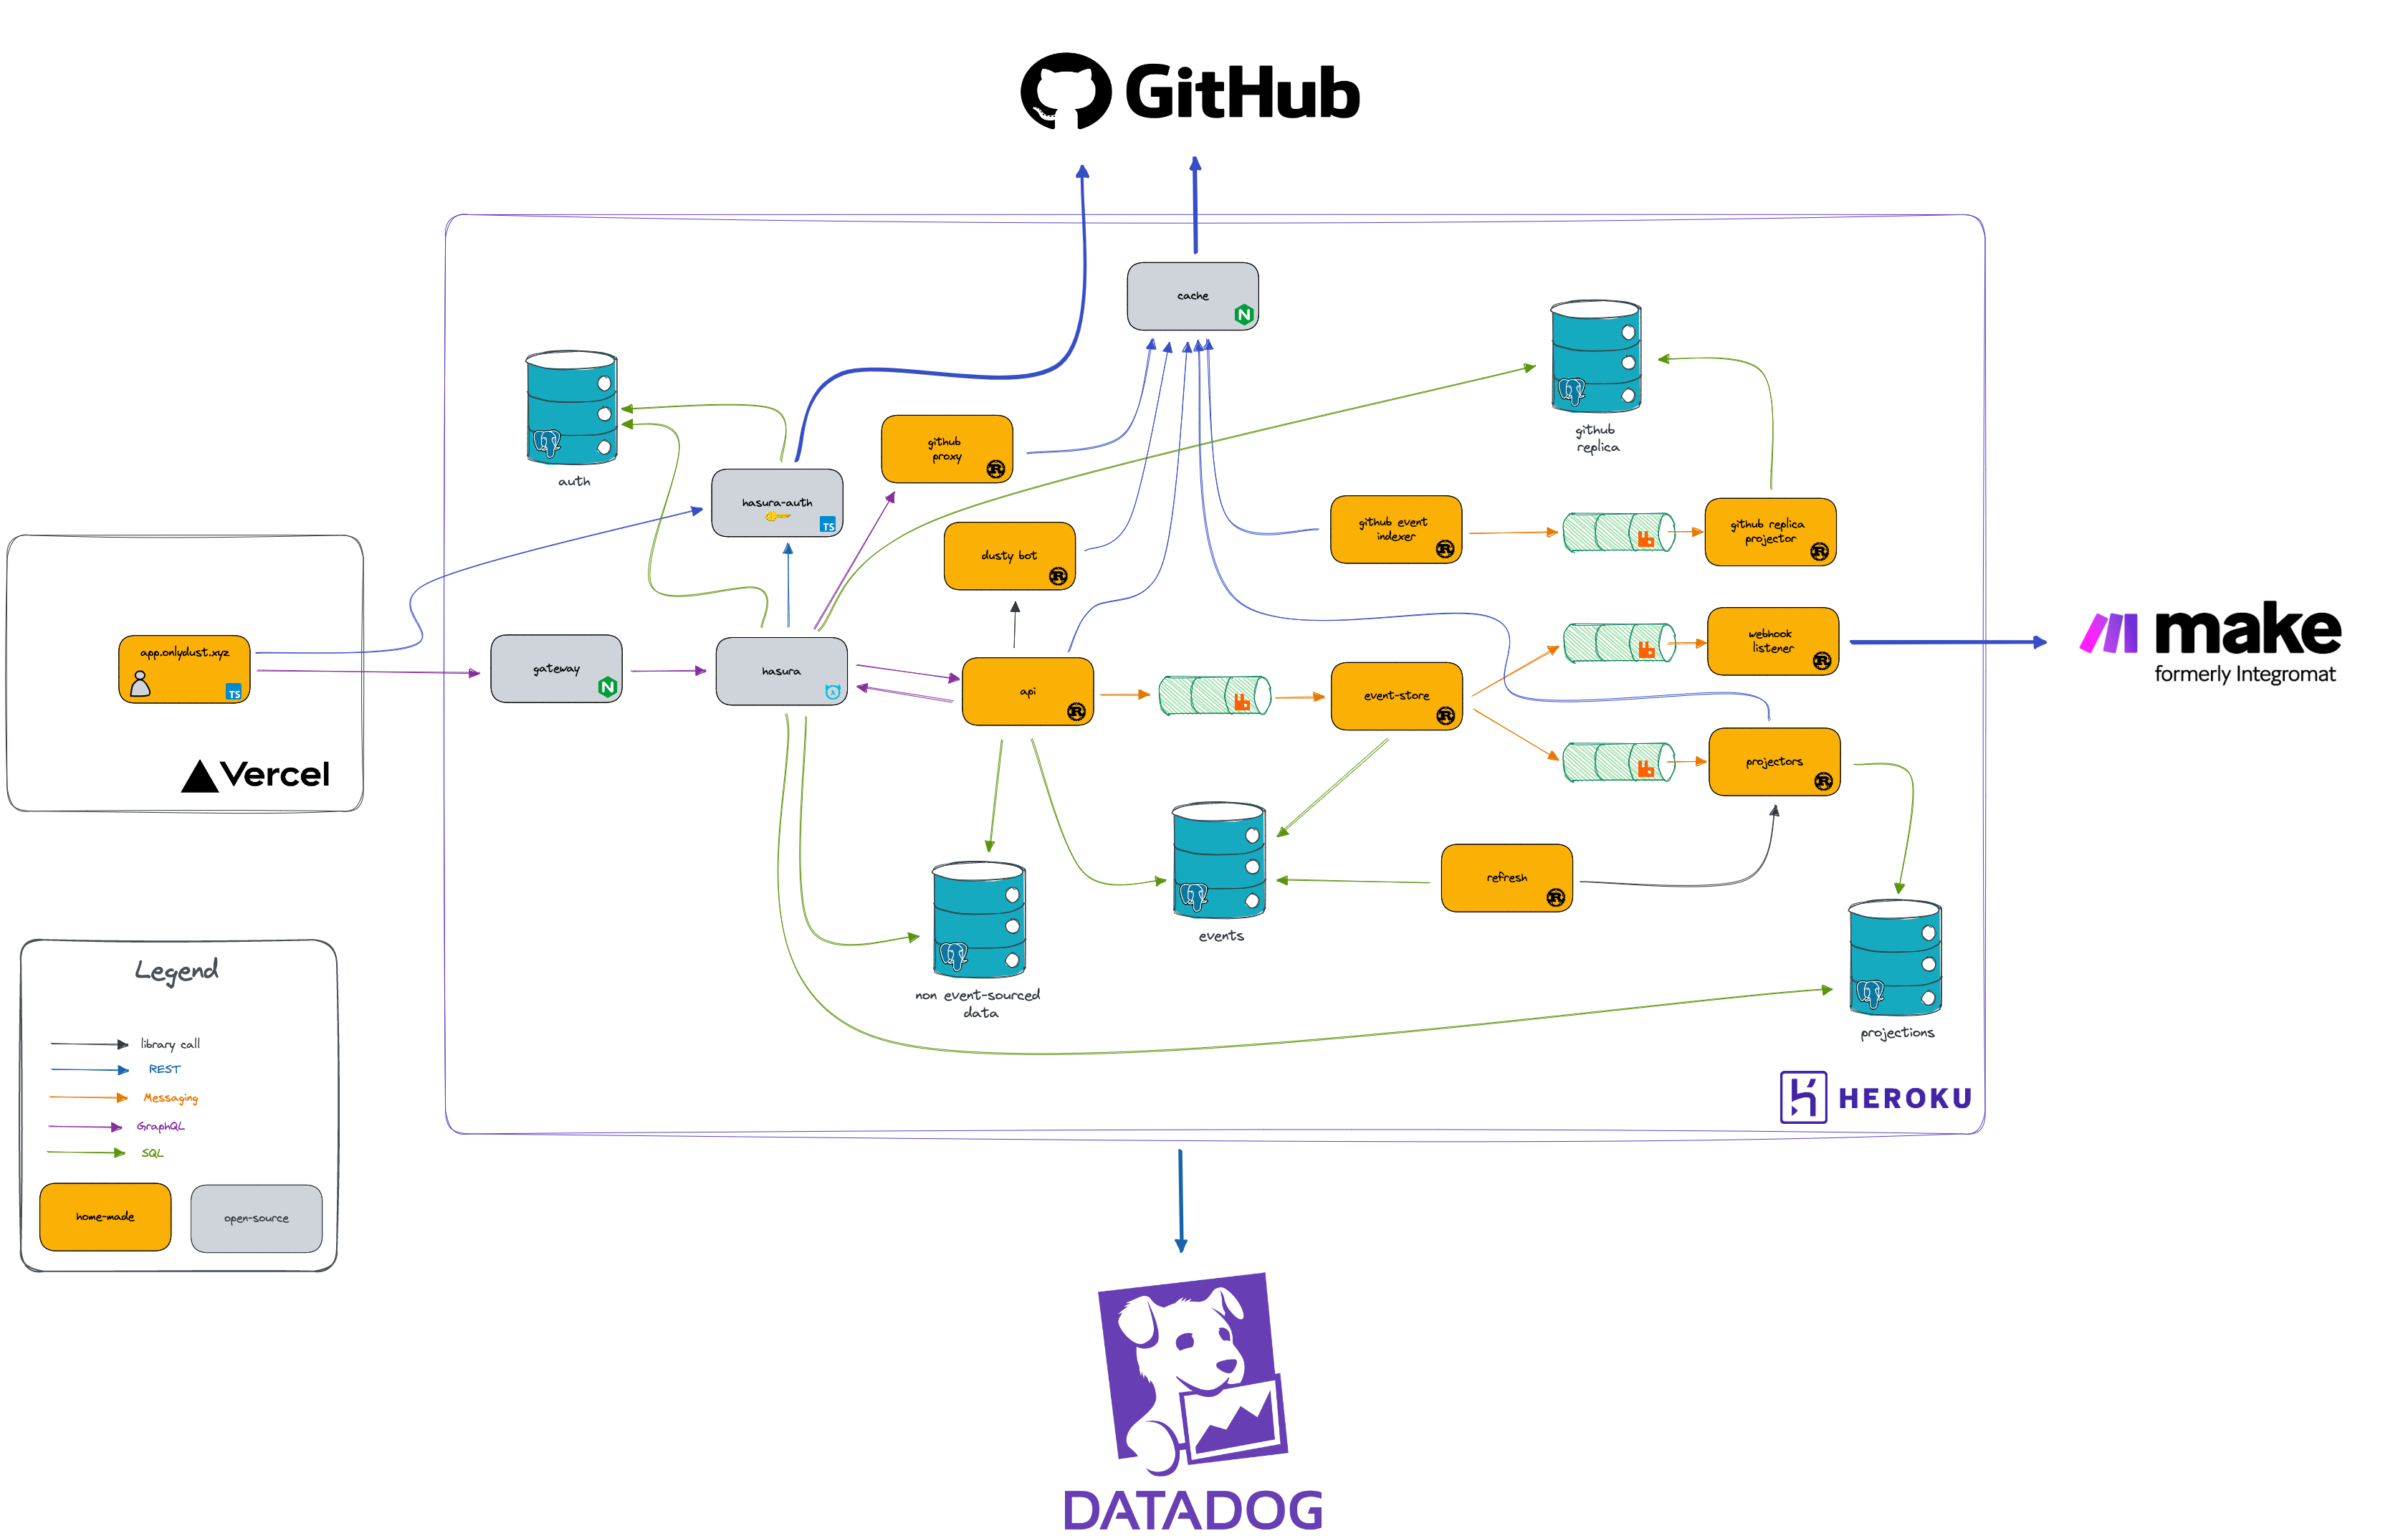 GitHub
cache
github
replica
auth
github
proxy
hasura-auth
TS
dusty bot
github event
indexer
github replica
projector
app.onlydust.xyz
TS
Vercel
gateway
hasura
api
event-store
webhook
listener
make
formerly Integromat
projectors
refresh
events
non event-sourced
data
projections
HEROKU
Legend
library call
REST
Messaging
GraphQL
SQL
home-made
open-source
DATADOG